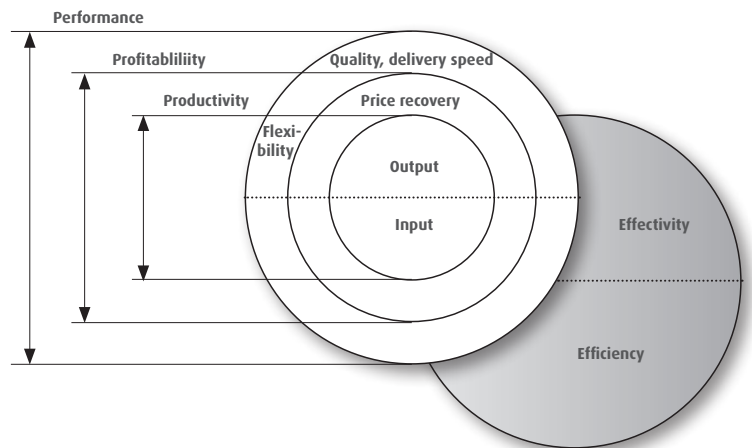 Performance
Profitabliliity
Quality, delivery speed
Productivity
Price recovery
Flexi-
bility
Output
Input
Effectivity
Efficiency